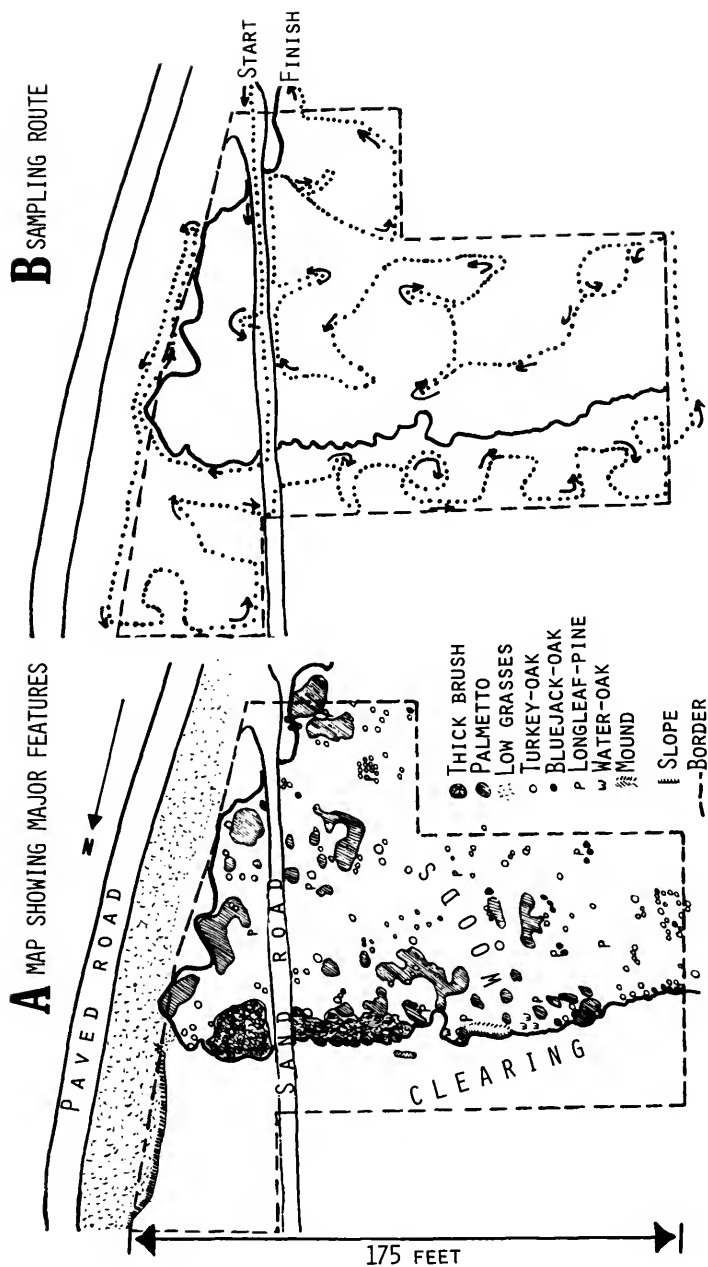 A MAP SHOWING MAJOR FEATURES
N
PAVED ROAD
SAND ROAD
WOODS
CLEARING
175 FEET
THICK BRUSH
PALMETTO
LOW GRASSES
TURKEY-OAK
BLUEJACK-OAK
P LONGLEAF-PINE
W WATER-OAK
MOUND
SLOPE
BORDER
B SAMPLING ROUTE
START
FINISH